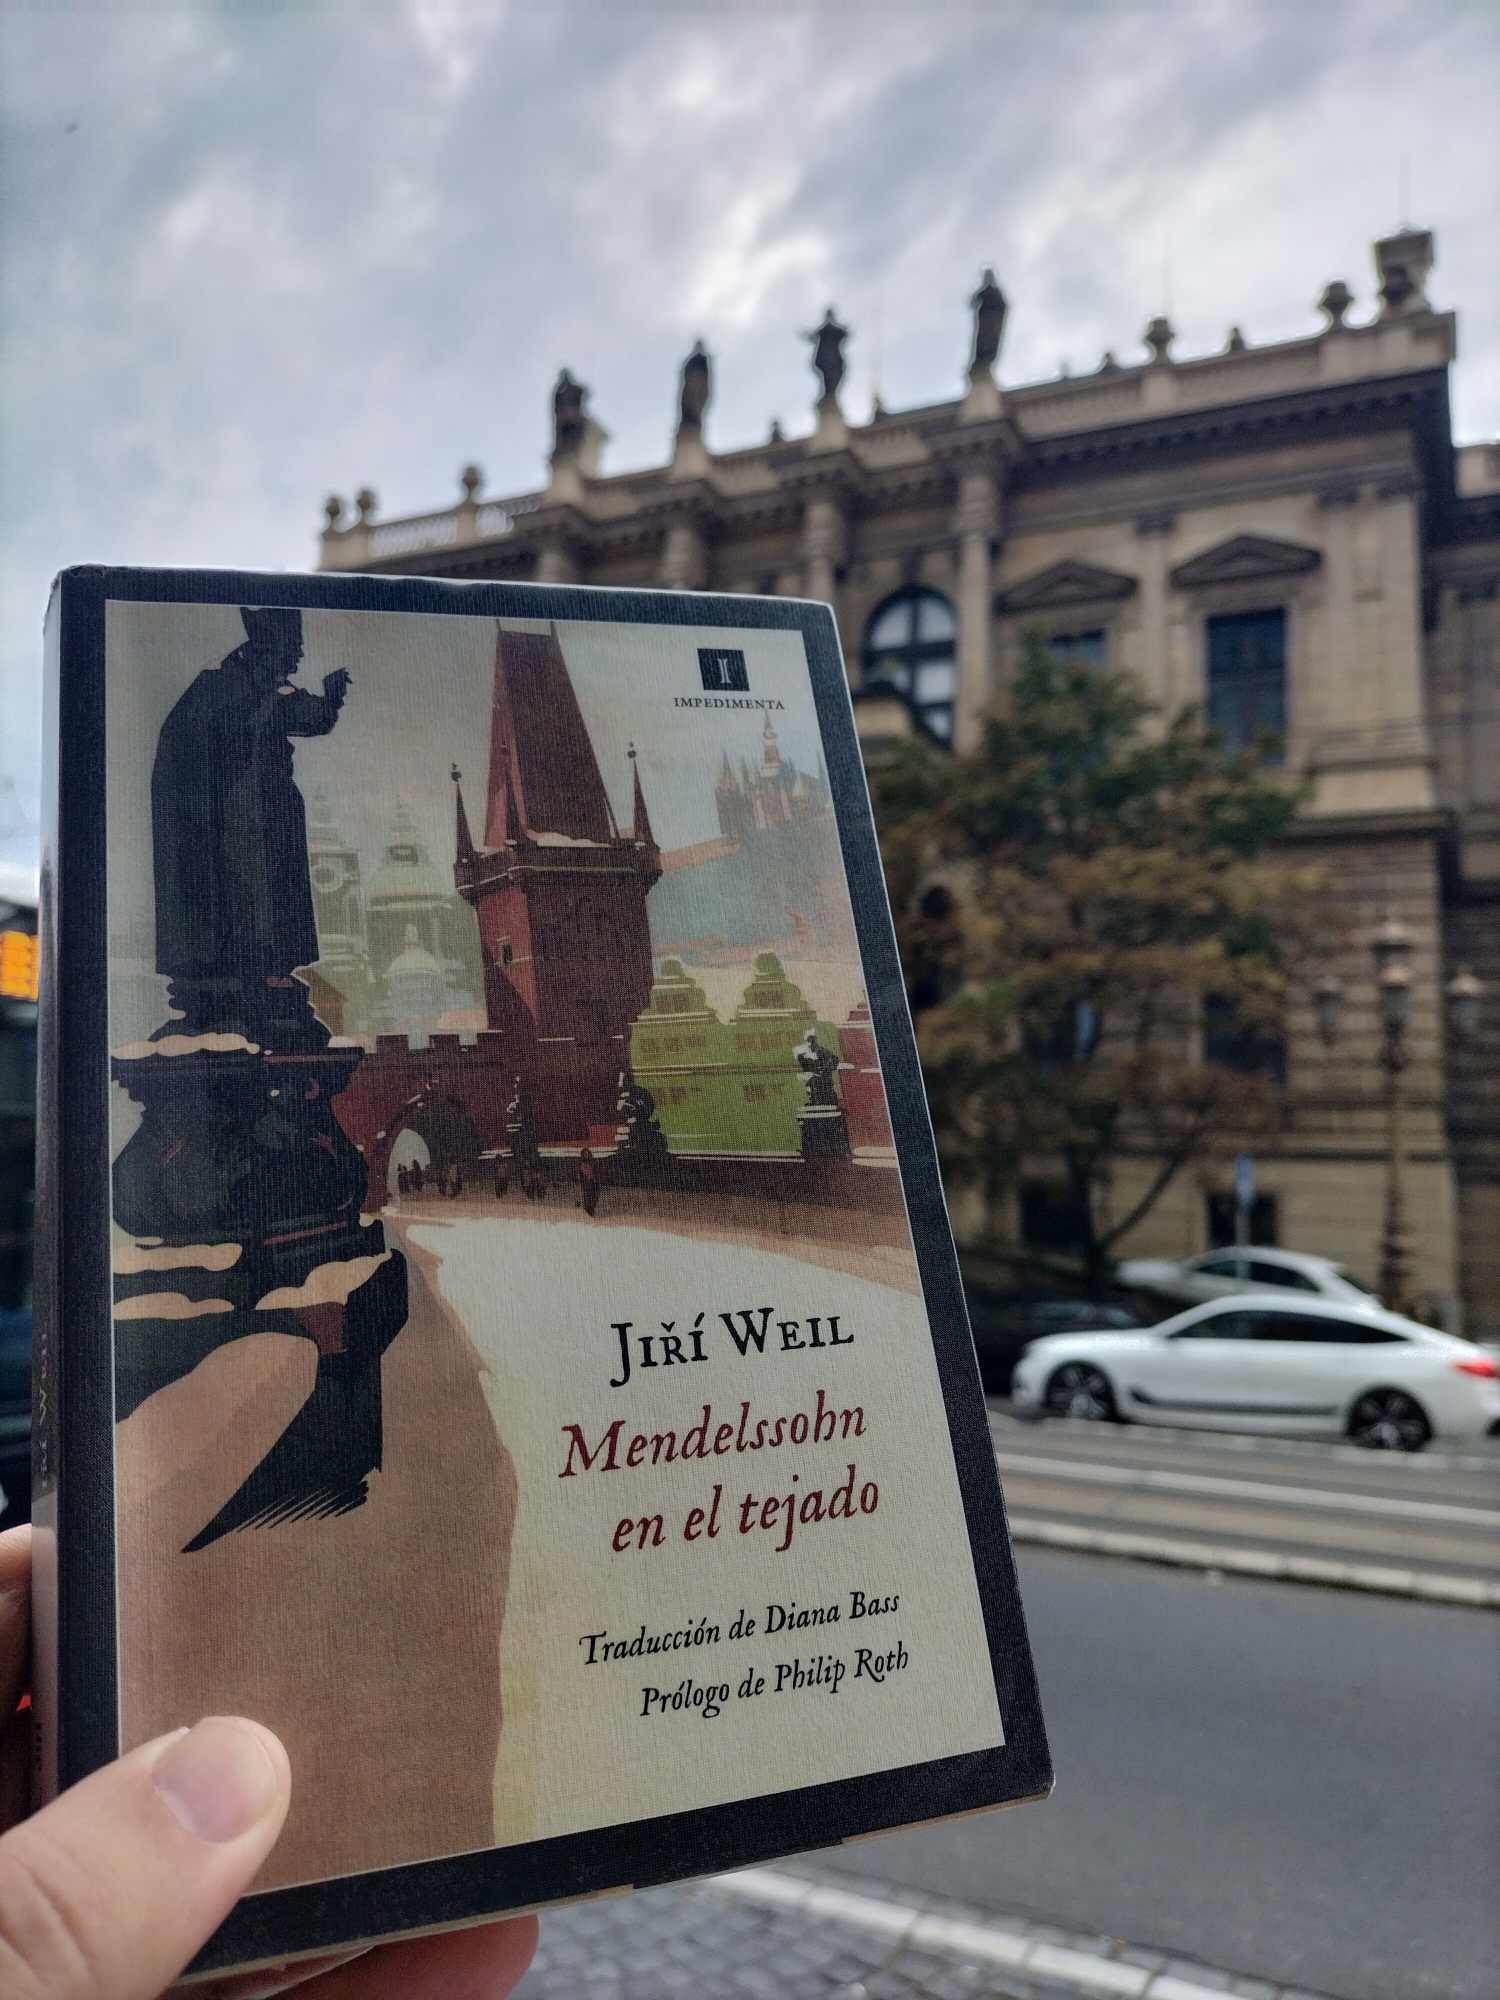 I
IMPEDIMENTA
JIŘÍ WEIL
Mendelssohn
en el tejado
Traducción de Diana Bass
Prólogo de Philip Roth